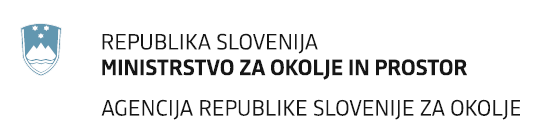 REPUBLIKA SLOVENIJA
MINISTRSTVO ZA OKOLJE IN PROSTOR
AGENCIJA REPUBLIKE SLOVENIJE ZA OKOLJE